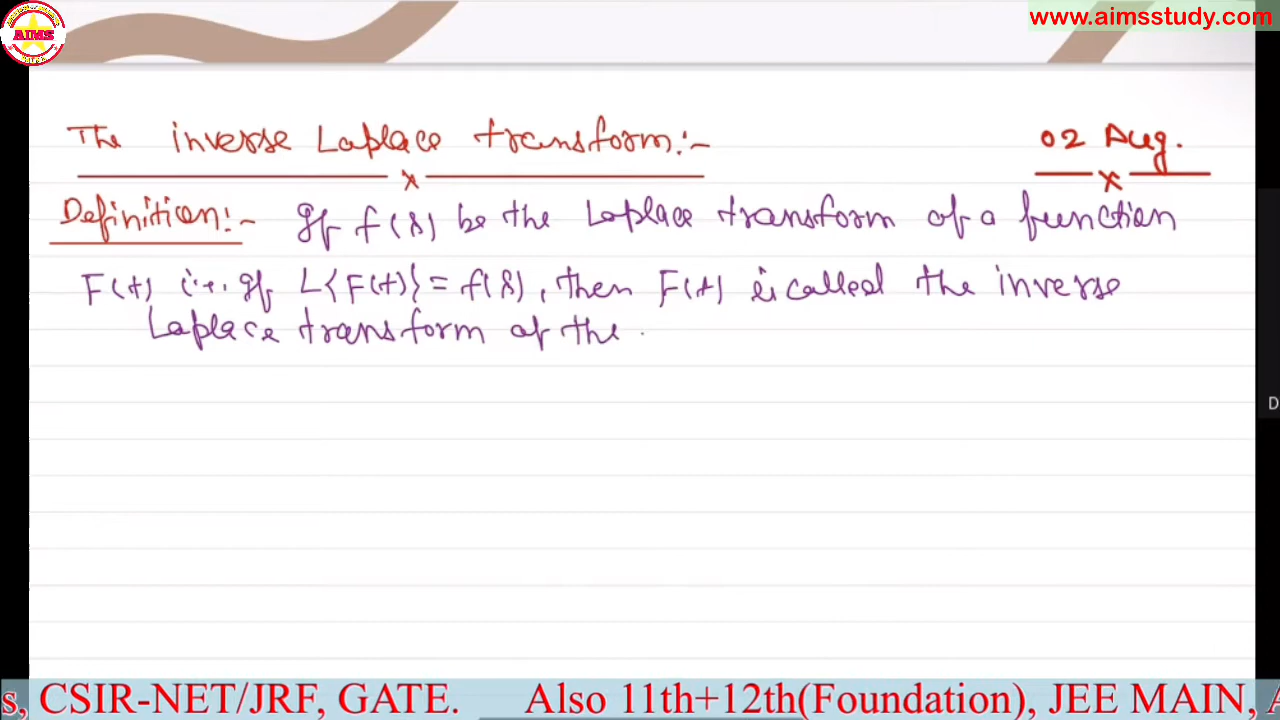 AIMS
www.aimsstudy.com
The inverse Laplace transform:-
02 Aug.
Definition:- If f(s) be the Laplace transform of a function
F(t) i.e. If L{F(t)} = f(s), then F(t) is called the inverse
Laplace transform of the
D
s, CSIR-NET/JRF, GATE. Also 11th+12th(Foundation), JEE MAIN, A